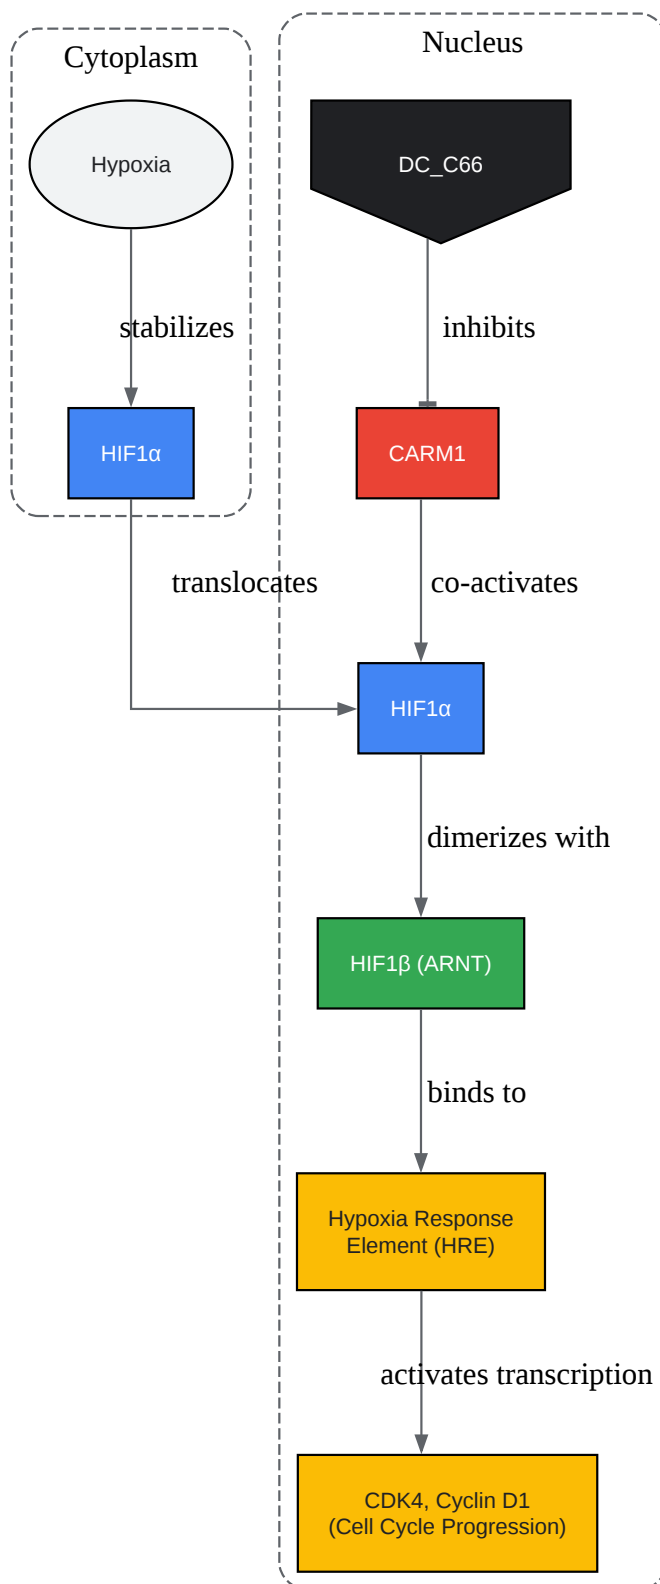 Cytoplasm
Nucleus
Hypoxia
DC_C66
stabilizes
inhibits
HIF1α
CARM1
translocates
co-activates
HIF1α
dimerizes with
HIF1β (ARNT)
binds to
Hypoxia Response
Element (HRE)
activates transcription
CDK4, Cyclin D1
(Cell Cycle Progression)